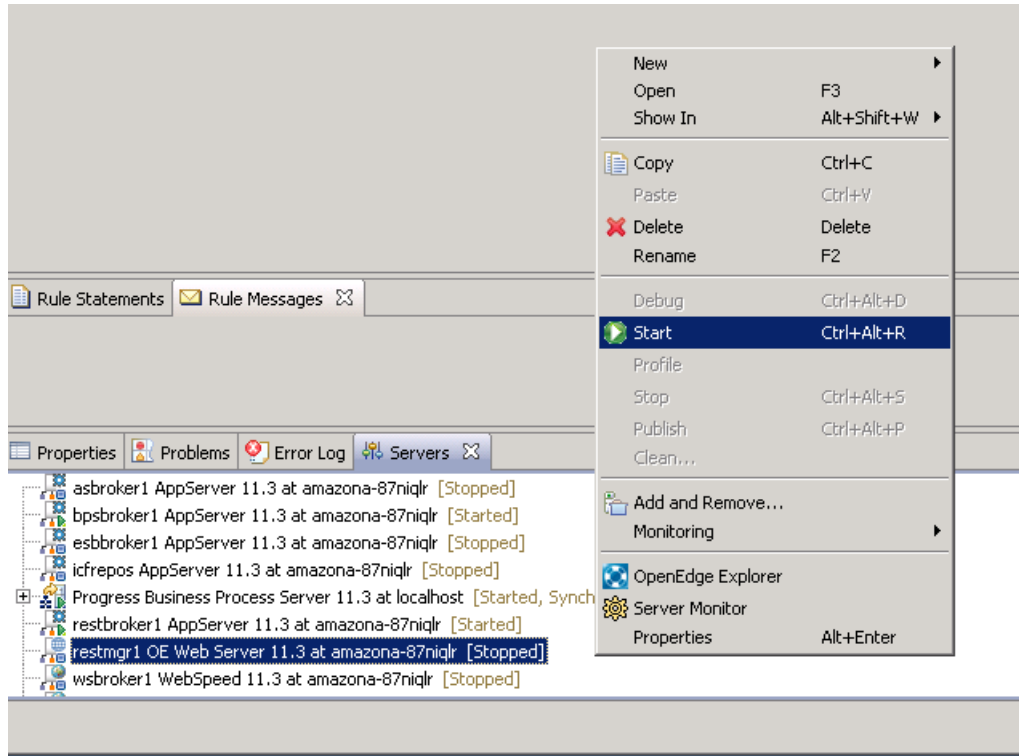 New
Open F3
Show In Alt+Shift+W
Copy Ctrl+C
Paste Ctrl+V
Delete Delete
Rename F2
Rule Statements Rule Messages
Debug Ctrl+Alt+D
Start Ctrl+Alt+R
Profile
Stop Ctrl+Alt+S
Publish Ctrl+Alt+P
Clean...
Properties Problems Error Log Servers
asbroker1 AppServer 11.3 at amazona-87niqlr [Stopped]
bpsbroker1 AppServer 11.3 at amazona-87niqlr [Started]
esbbroker1 AppServer 11.3 at amazona-87niqlr [Stopped]
icfrepos AppServer 11.3 at amazona-87niqlr [Stopped]
Progress Business Process Server 11.3 at localhost [Started, Synch
restbroker1 AppServer 11.3 at amazona-87niqlr [Started]
restmgr1 OE Web Server 11.3 at amazona-87niqlr [Stopped]
wsbroker1 WebSpeed 11.3 at amazona-87niqlr [Stopped]
Add and Remove...
Monitoring
OpenEdge Explorer
Server Monitor
Properties Alt+Enter